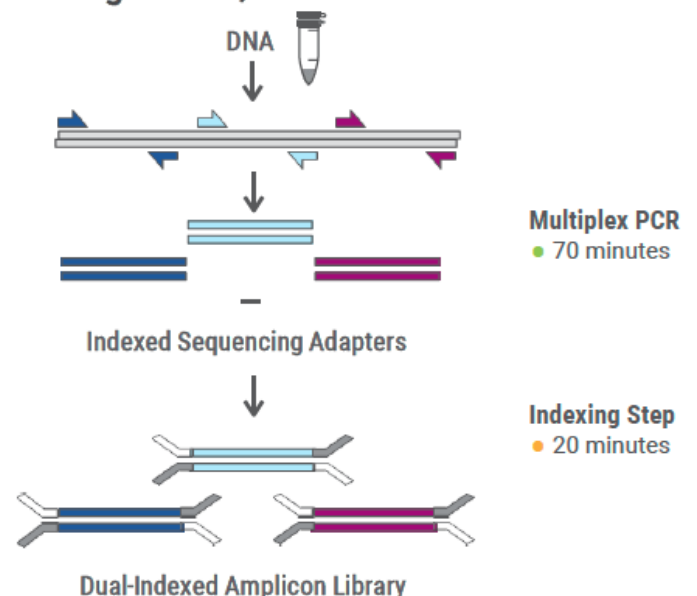 DNA
Multiplex PCR
70 minutes
Indexed Sequencing Adapters
Indexing Step
20 minutes
Dual-Indexed Amplicon Library